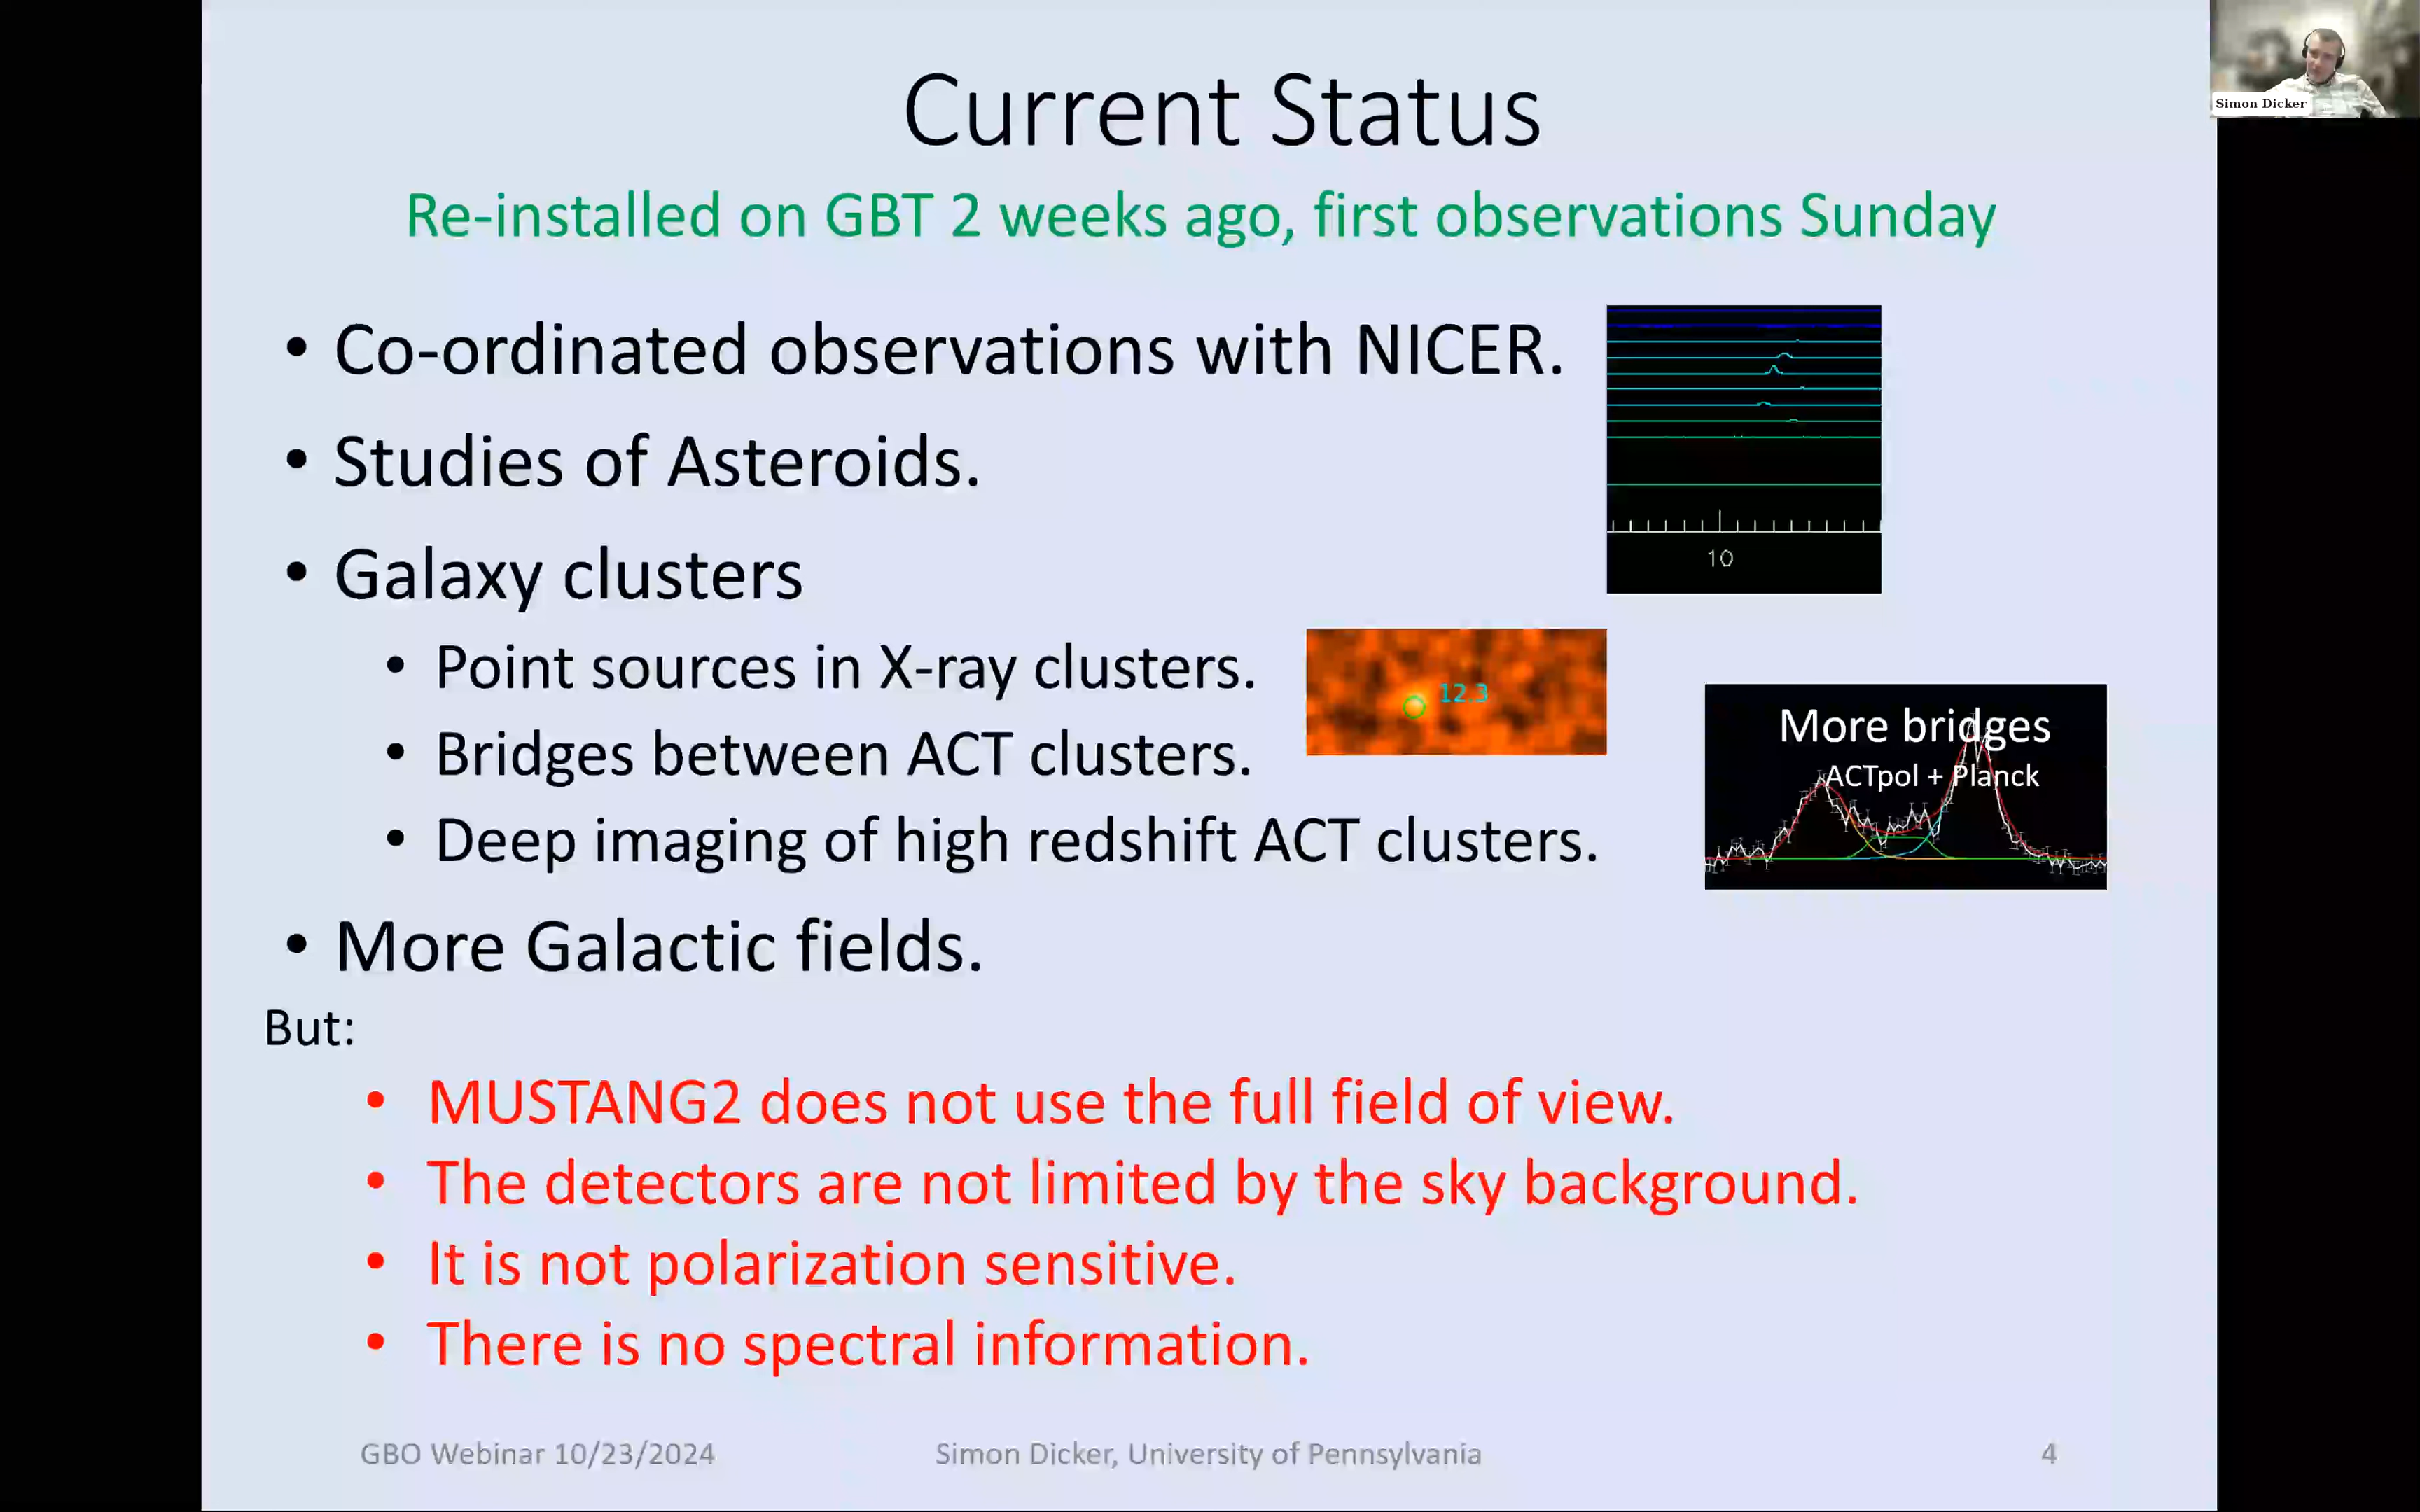 Current Status
Simon Dicker
Re-installed on GBT 2 weeks ago, first observations Sunday
• Co-ordinated observations with NICER.
• Studies of Asteroids.
10
• Galaxy clusters
• Point sources in X-ray clusters.
12.3
• Bridges between ACT clusters.
More bridges
ACTpol + Planck
• Deep imaging of high redshift ACT clusters.
• More Galactic fields.
But:
• MUSTANG2 does not use the full field of view.
• The detectors are not limited by the sky background.
• It is not polarization sensitive.
• There is no spectral information.
GBO Webinar 10/23/2024
Simon Dicker, University of Pennsylvania
4